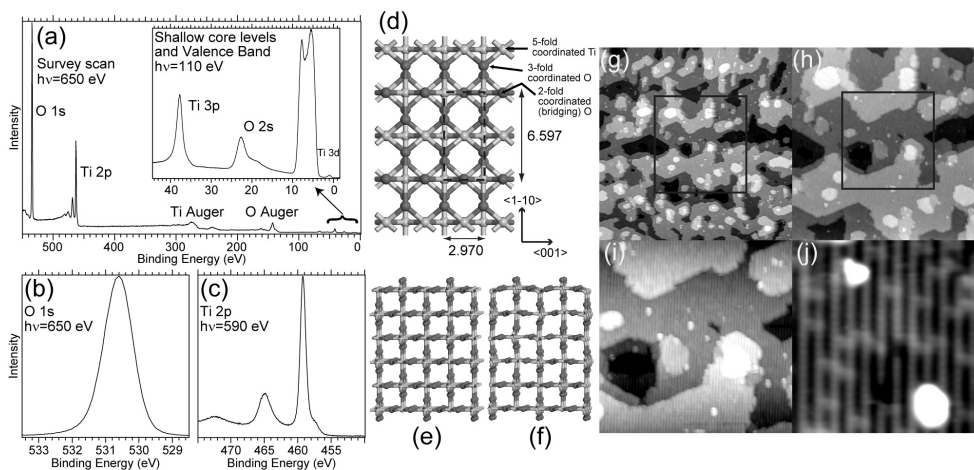 (a)
Survey scan
hν=650 eV
O 1s
Ti 2p
Shallow core levels
and Valence Band
hν=110 eV
Ti 3p
O 2s
Ti 3d
40 30 20 10 0
Ti Auger
O Auger
Intensity
500 400 300 200 100 0
Binding Energy (eV)
(b)
O 1s
hν=650 eV
Intensity
533 532 531 530 529
Binding Energy (eV)
(c)
Ti 2p
hν=590 eV
470 465 460 455
Binding Energy (eV)
(d)
5-fold
coordinated Ti
3-fold
coordinated O
2-fold
coordinated
(bridging) O
6.597
2.970
<1-10>
<001>
(e)
(f)
(g)
(h)
(i)
(j)